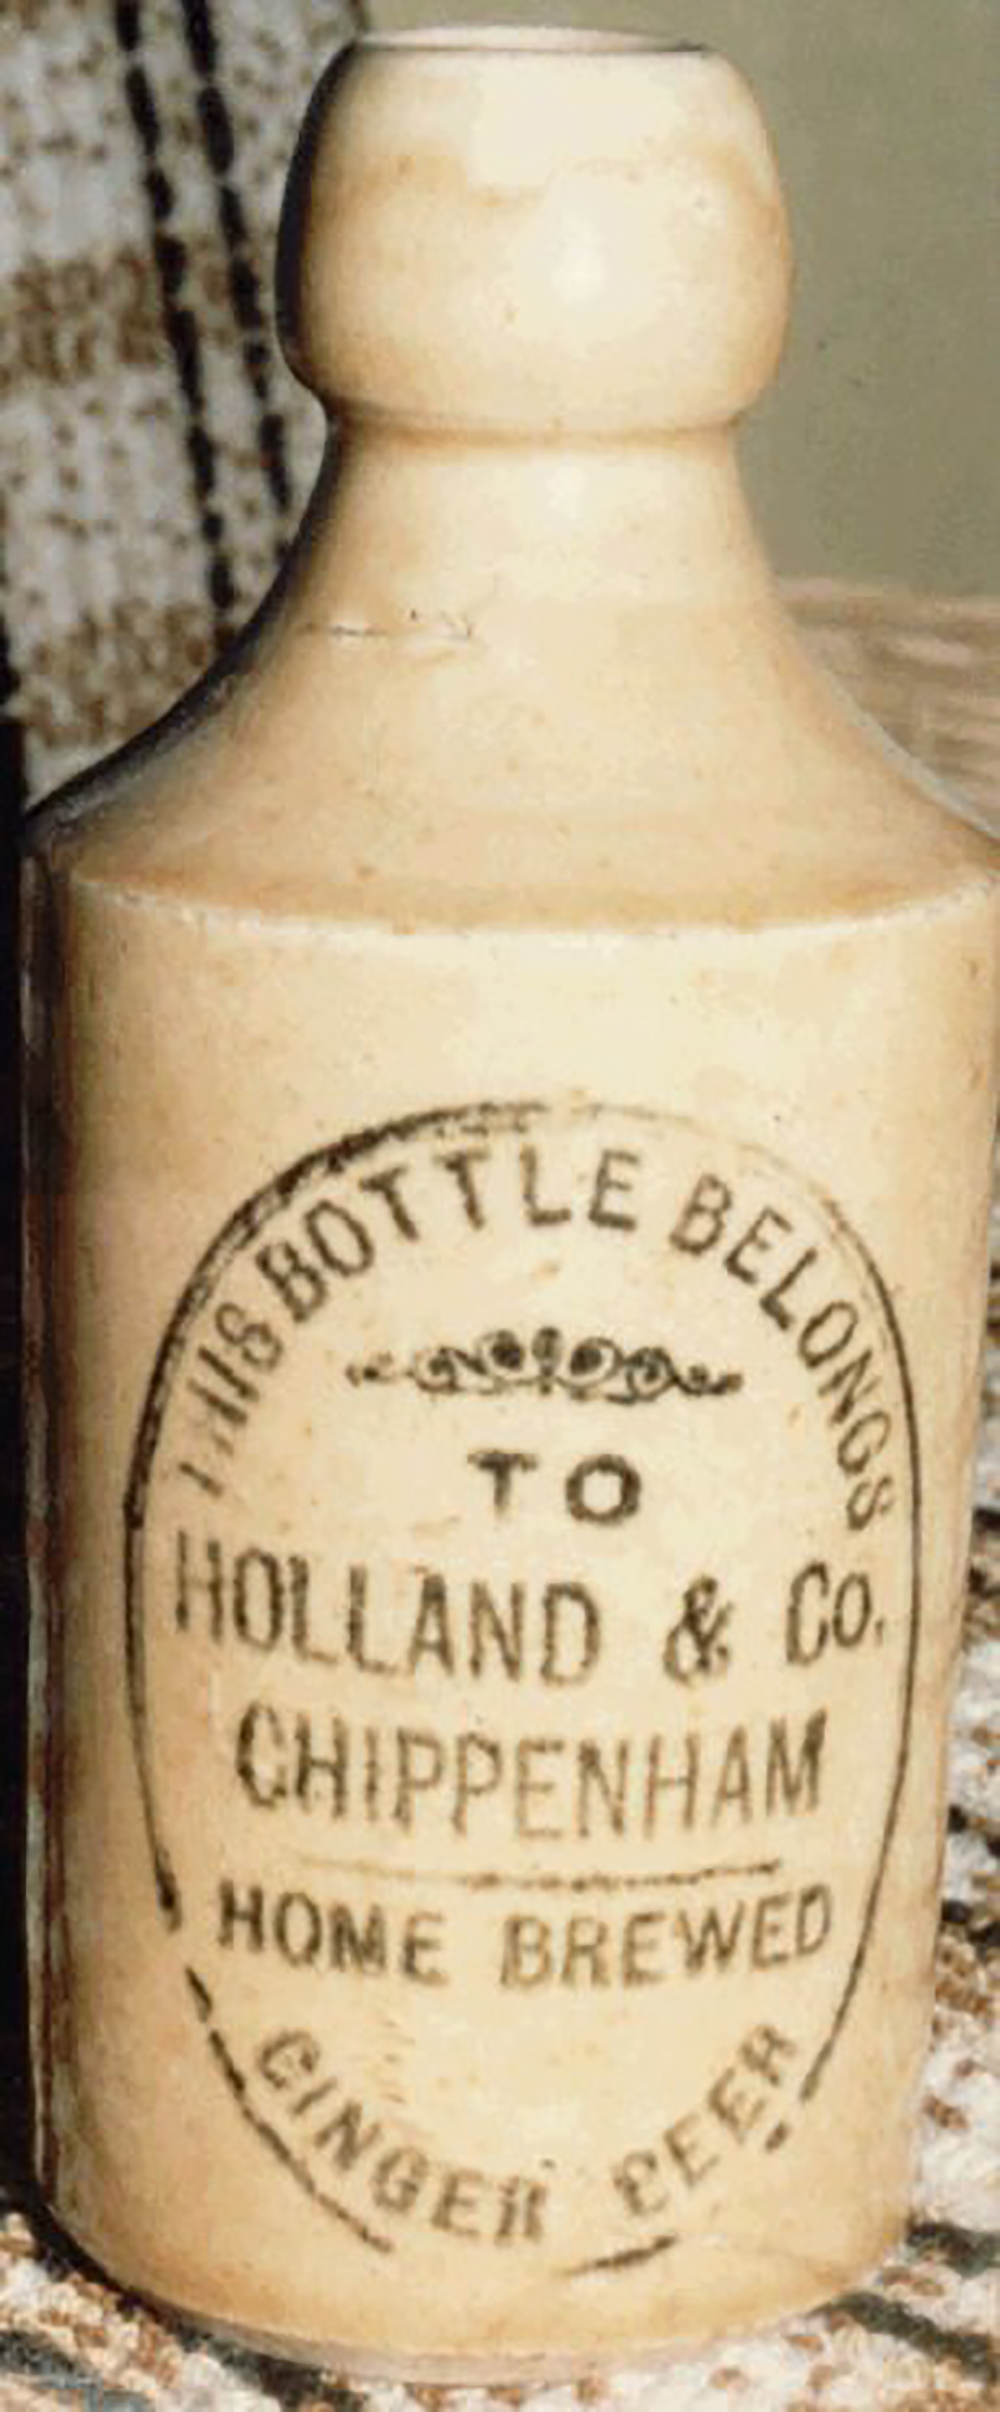 THIS BOTTLE BELONGS
TO
HOLLAND & Co.
CHIPPENHAM
HOME BREWED
GINGER BEER